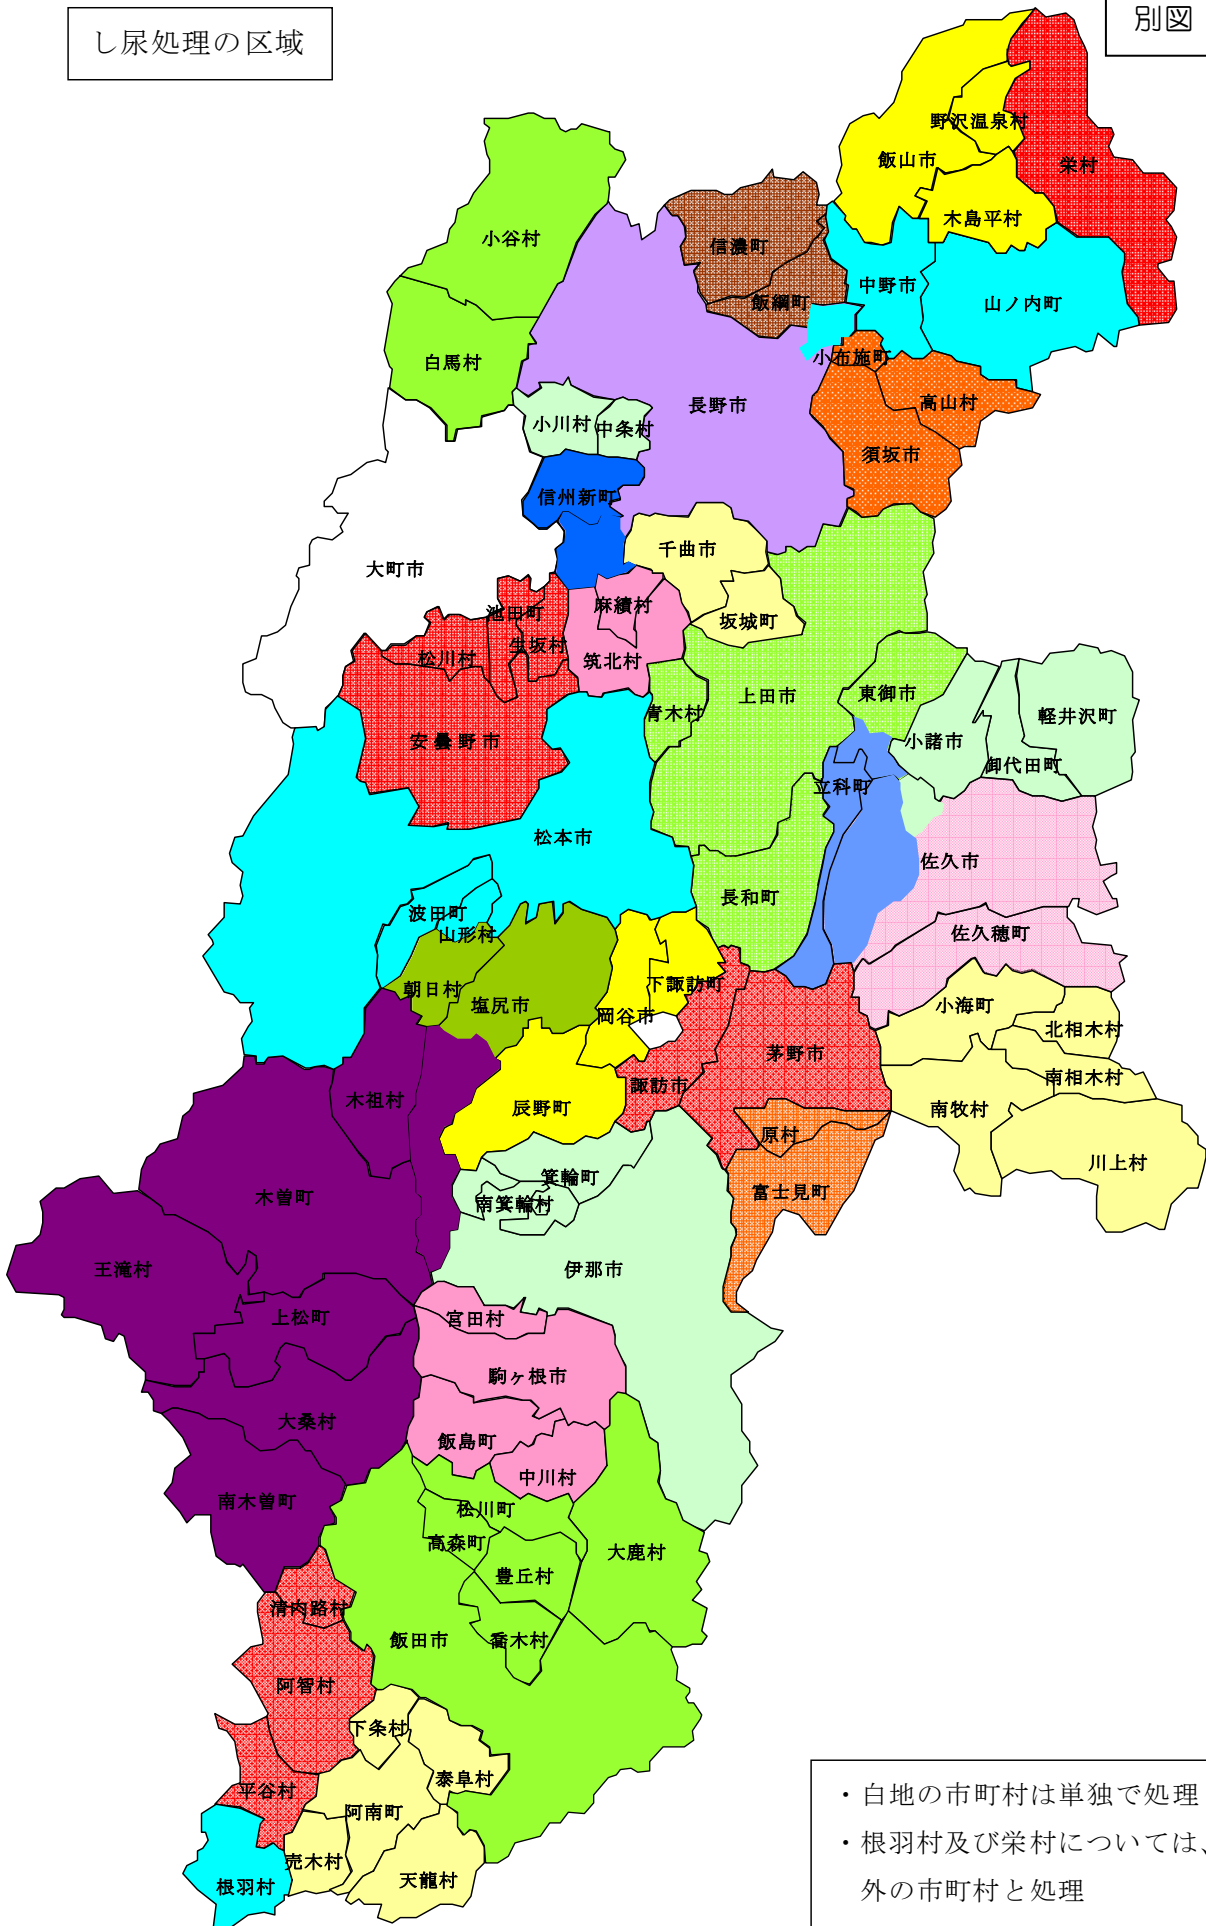 し尿処理の区域
別図
野沢温泉村
飯山市
栄村
木島平村
小谷村
信濃町
中野市
飯綱町
山ノ内町
白馬村
小布施町
長野市
高山村
小川村
中条村
須坂市
信州新町
千曲市
大町市
麻績村
池田町
坂城町
生坂村
松川村
筑北村
上田市
東御市
青木村
軽井沢町
安曇野市
小諸市
御代田町
立科町
松本市
佐久市
長和町
波田町
山形村
佐久穂町
朝日村
下諏訪町
塩尻市
小海町
岡谷市
北相木村
茅野市
南相木村
諏訪市
木祖村
辰野町
南牧村
原村
川上村
箕輪町
木曽町
富士見町
南箕輪村
王滝村
伊那市
上松町
宮田村
駒ヶ根市
大桑村
飯島町
中川村
南木曽町
松川町
高森町
大鹿村
豊丘村
清内路村
飯田市
喬木村
阿智村
下条村
泰阜村
平谷村
阿南町
売木村
天龍村
根羽村
・白地の市町村は単独で処理
・根羽村及び栄村については、
外の市町村と処理